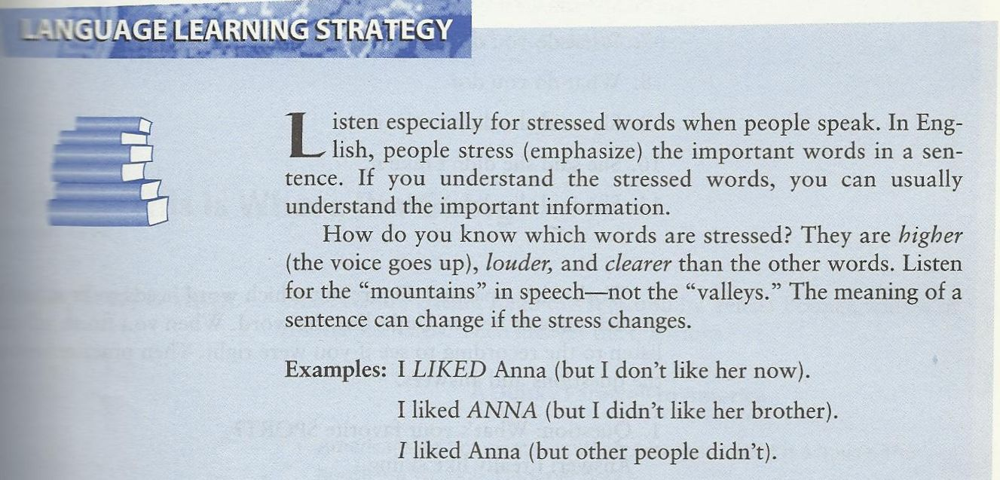 LANGUAGE LEARNING STRATEGY
Listen especially for stressed words when people speak. In Eng-
lish, people stress (emphasize) the important words in a sen-
tence. If you understand the stressed words, you can usually
understand the important information.
How do you know which words are stressed? They are higher
(the voice goes up), louder, and clearer than the other words. Listen
for the “mountains” in speech—not the “valleys.” The meaning of a
sentence can change if the stress changes.
Examples: I LIKED Anna (but I don’t like her now).
I liked ANNA (but I didn’t like her brother).
I liked Anna (but other people didn’t).